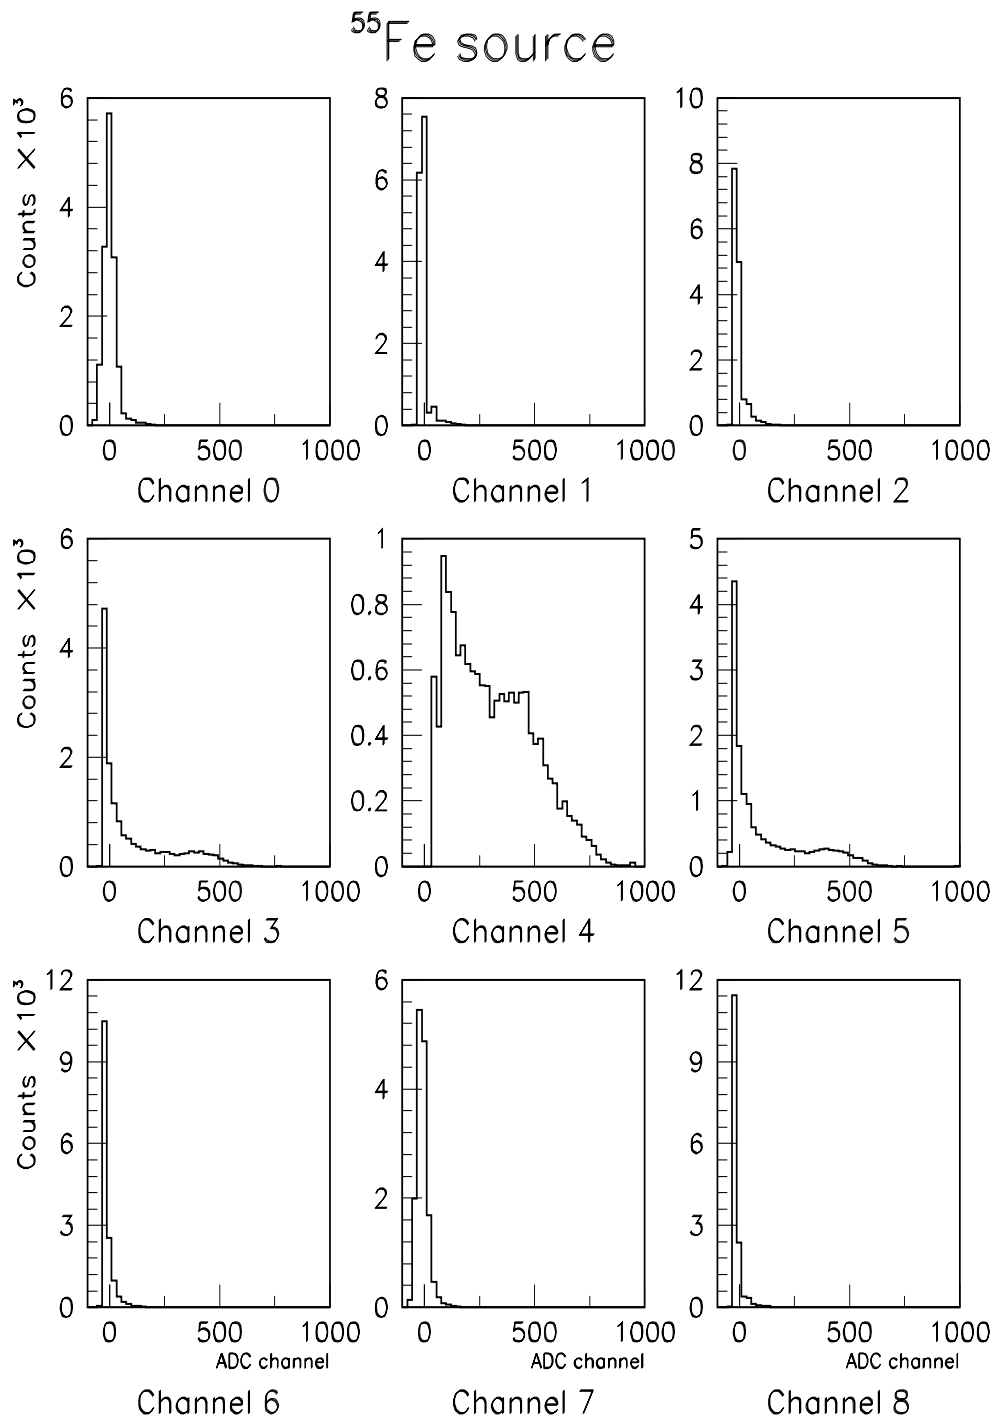 ⁵⁵Fe source
Counts ×10³
6
4
2
0
0 500 1000
Channel 0
8
6
4
2
0
0 500 1000
Channel 1
10
8
6
4
2
0
0 500 1000
Channel 2
Counts ×10³
6
4
2
0
0 500 1000
Channel 3
1
0.8
0.6
0.4
0.2
0
0 500 1000
Channel 4
5
4
3
2
1
0
0 500 1000
Channel 5
Counts ×10³
12
9
6
3
0
0 500 1000
ADC channel
Channel 6
6
4
2
0
0 500 1000
ADC channel
Channel 7
12
9
6
3
0
0 500 1000
ADC channel
Channel 8